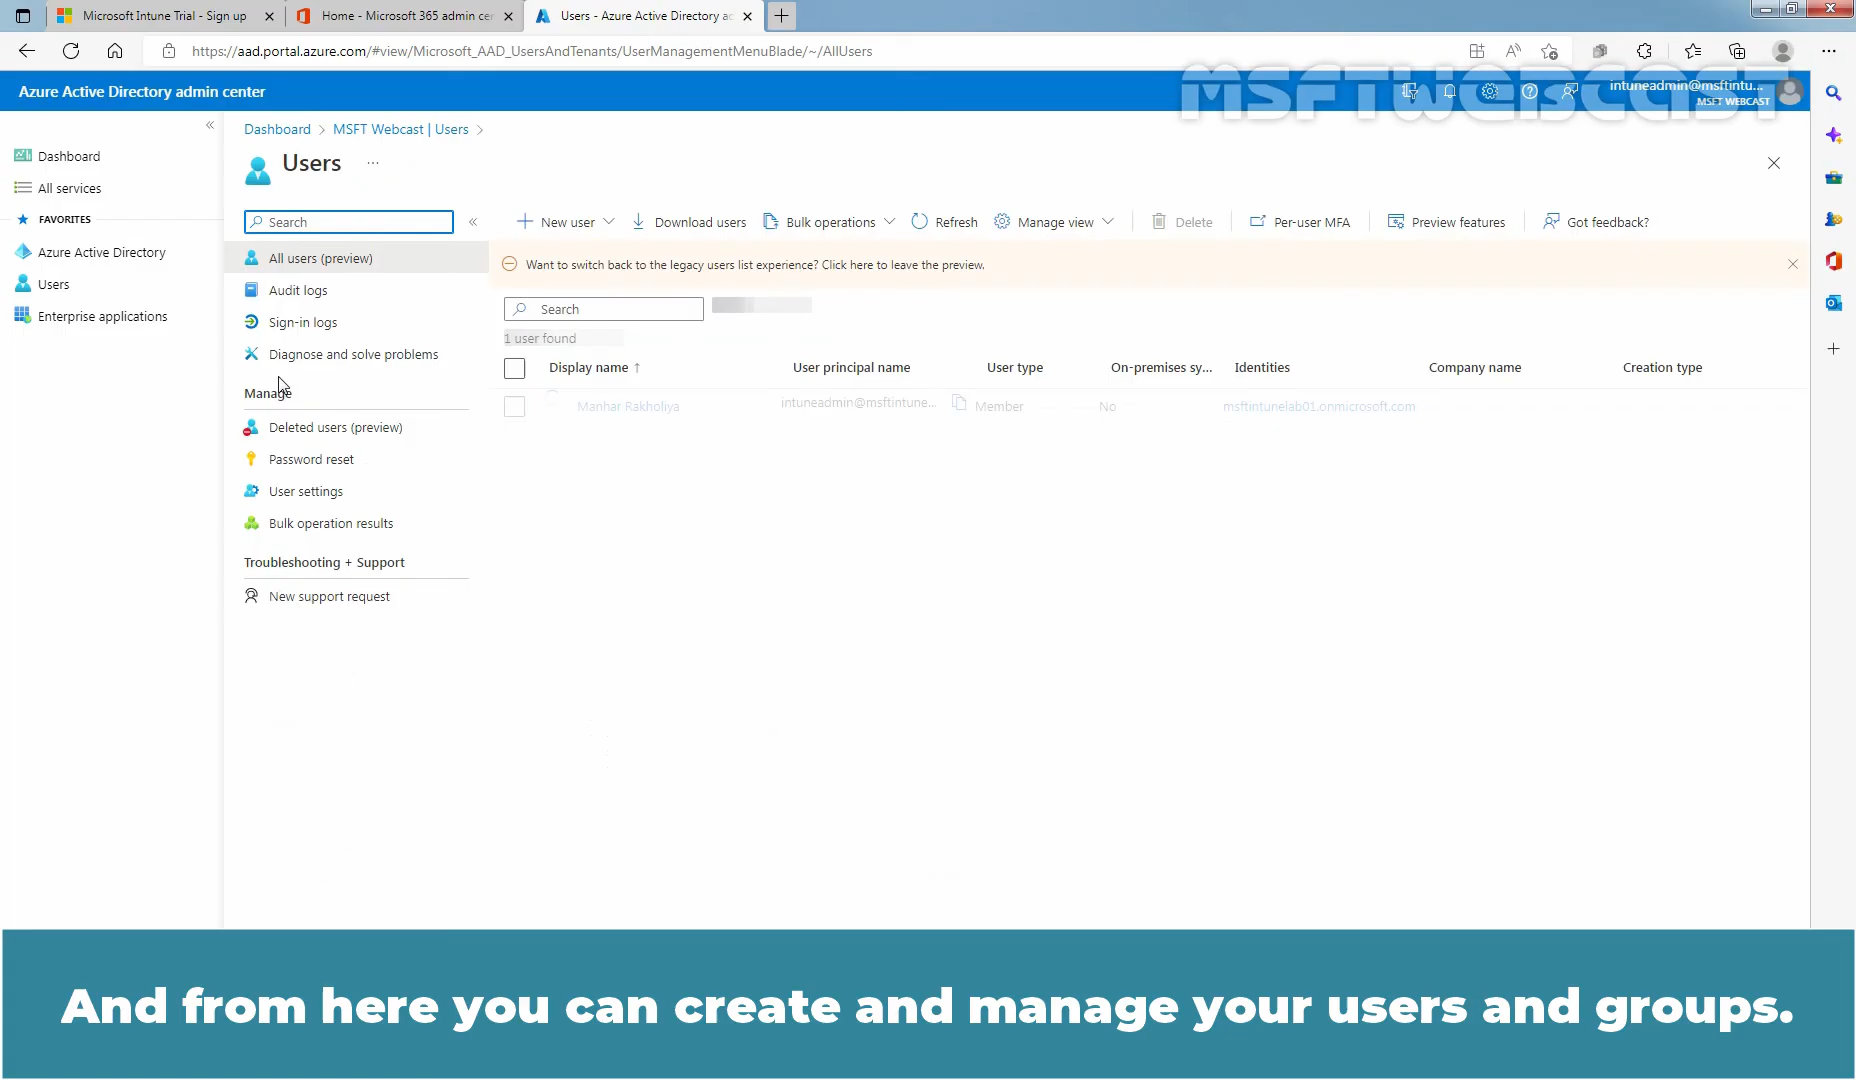 Microsoft Intune Trial - Sign up
Home - Microsoft 365 admin cen
Users - Azure Active Directory ac
https://aad.portal.azure.com/#view/Microsoft_AAD_UsersAndTenants/UserManagementMenuBlade/~/AllUsers
MSFTWEBCAST
Azure Active Directory admin center
intuneadmin@msftintu...
MSFT WEBCAST
Dashboard
All services
FAVORITES
Azure Active Directory
Users
Enterprise applications
Dashboard > MSFT Webcast | Users >
Users ...
Search
All users (preview)
Audit logs
Sign-in logs
Diagnose and solve problems
Manage
Deleted users (preview)
Password reset
User settings
Bulk operation results
Troubleshooting + Support
New support request
New user Download users Bulk operations Refresh Manage view Delete Per-user MFA Preview features Got feedback?
Want to switch back to the legacy users list experience? Click here to leave the preview.
Search
1 user found
Display name ↑ User principal name User type On-premises sy... Identities Company name Creation type
Manhar Rakholiya intuneadmin@msftintune... Member No msftintunelab01.onmicrosoft.com
And from here you can create and manage your users and groups.